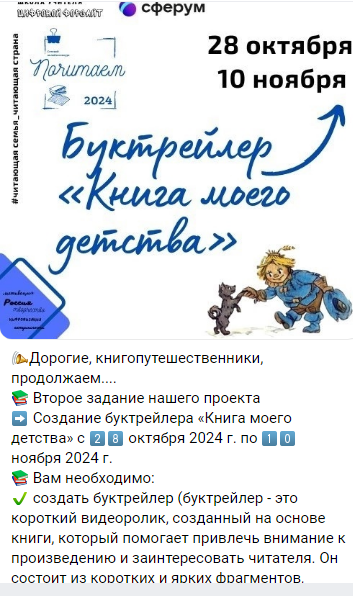 ЦИФРОВОЙ ФОРМАТ
сферум
28 октября
10 ноября
Почитаем
2024
#читающая семья_читающая страна
Буктрейлер
«Книга моего
детства»
Россия
творчество
Дорогие, книгопутешественники,
продолжаем....
📚 Второе задание нашего проекта
➡️ Создание буктрейлера «Книга моего
детства» с 2️⃣8️⃣ октября 2024 г. по 1️⃣0️⃣
ноября 2024 г.
📚 Вам необходимо:
✔️ создать буктрейлер (буктрейлер - это
короткий видеоролик, созданный на основе
книги, который помогает привлечь внимание к
произведению и заинтересовать читателя. Он
состоит из коротких и ярких фрагментов.